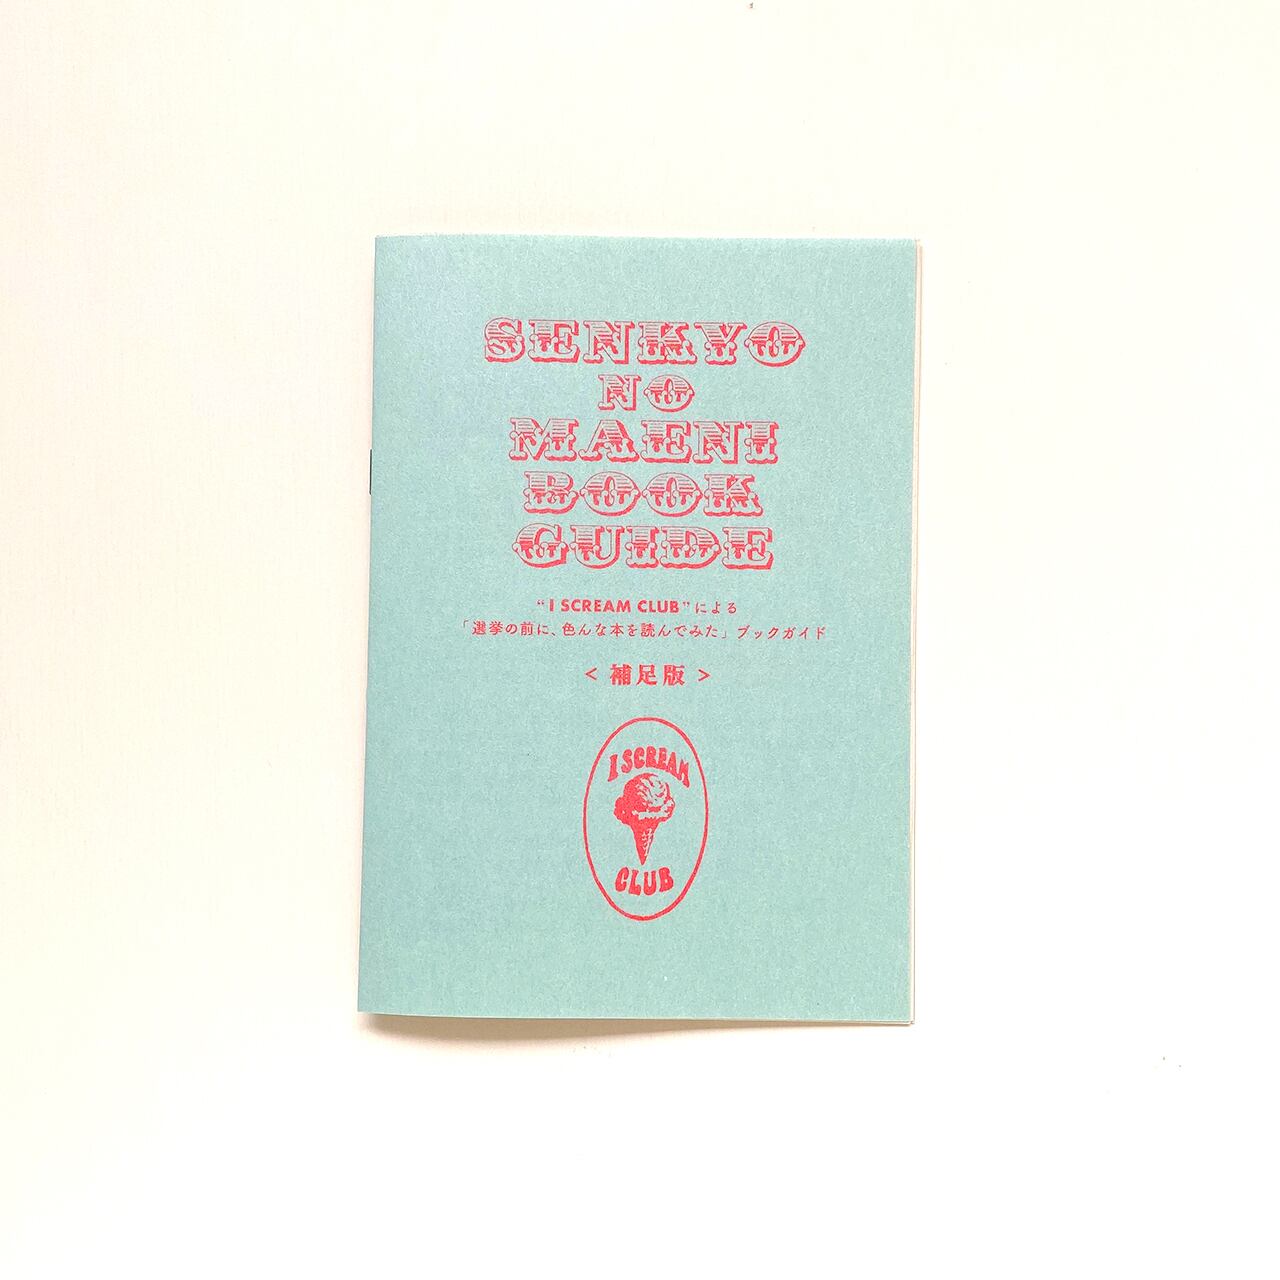 SENKYO
NO
MAENI
BOOK
GUIDE
“I SCREAM CLUB”による
「選挙の前に、色んな本を読んでみた」ブックガイド
＜補足版＞
I SCREAM
CLUB